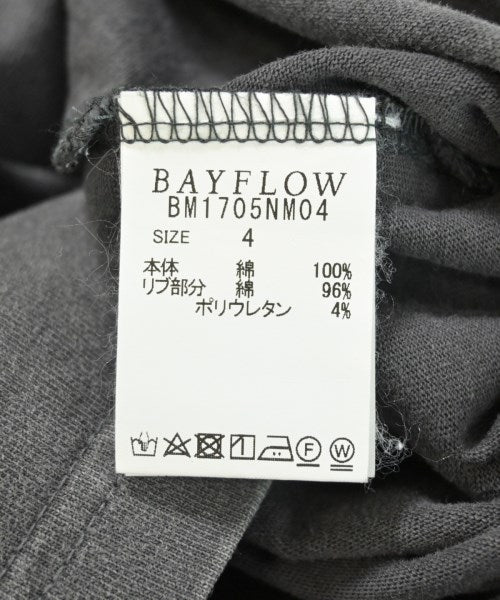 BAYFLOW
BM1705NM04
SIZE 4
本体 綿 100%
リブ部分 綿 96%
ポリウレタン 4%
F W